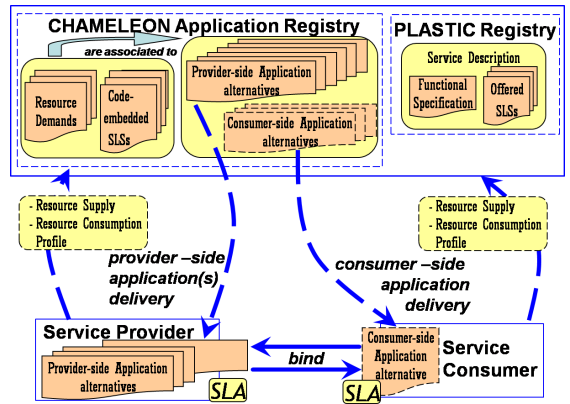 CHAMELEON Application Registry
are associated to
Resource
Demands
Code-
embedded
SLSs
Provider-side Application
alternatives
Consumer-side Application
alternatives
PLASTIC Registry
Service Description
Functional
Specification
Offered
SLSs
- Resource Supply
- Resource Consumption
Profile
provider –side
application(s)
delivery
consumer –side
application
delivery
- Resource Supply
- Resource Consumption
Profile
Service Provider
Provider-side Application
alternatives
SLA
bind
Consumer-side
Application
alternative
SLA
Service
Consumer